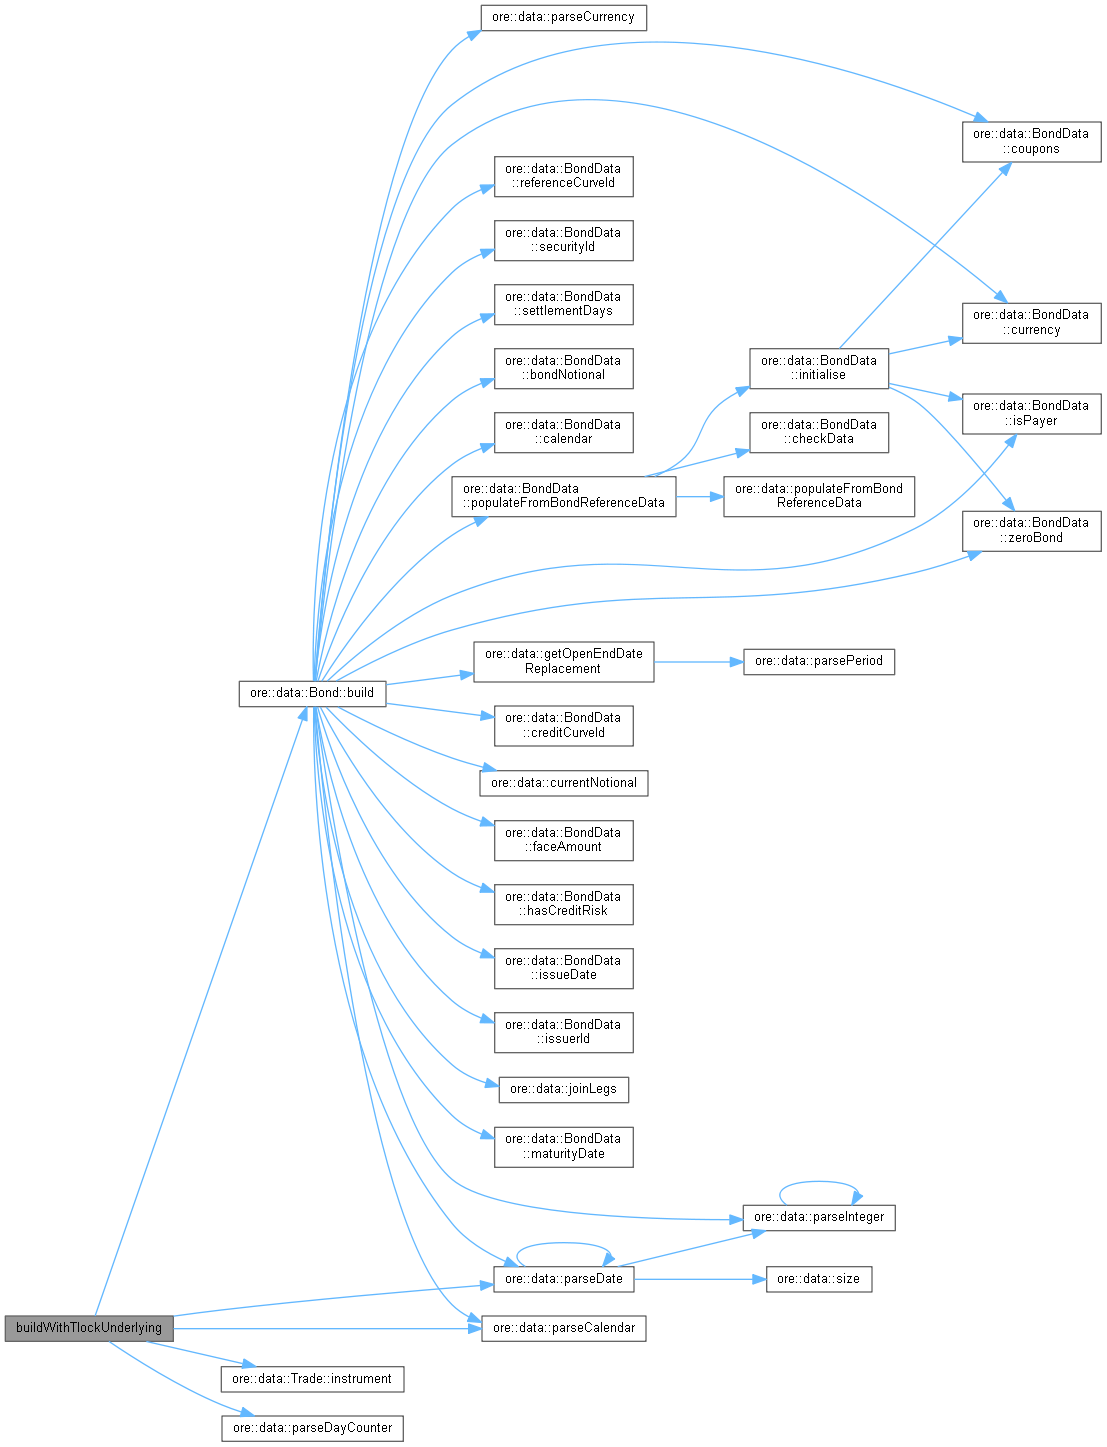 ore::data::parseCurrency
ore::data::BondData
::coupons
ore::data::BondData
::referenceCurveId
ore::data::BondData
::securityId
ore::data::BondData
::settlementDays
ore::data::BondData
::currency
ore::data::BondData
::bondNotional
ore::data::BondData
::initialise
ore::data::BondData
::isPayer
ore::data::BondData
::calendar
ore::data::BondData
::checkData
ore::data::BondData
::populateFromBondReferenceData
ore::data::populateFromBond
ReferenceData
ore::data::BondData
::zeroBond
ore::data::getOpenEndDate
Replacement
ore::data::parsePeriod
ore::data::Bond::build
ore::data::BondData
::creditCurveId
ore::data::currentNotional
ore::data::BondData
::faceAmount
ore::data::BondData
::hasCreditRisk
ore::data::BondData
::issueDate
ore::data::BondData
::issuerId
ore::data::joinLegs
ore::data::BondData
::maturityDate
ore::data::parseInteger
ore::data::parseDate
ore::data::size
buildWithTlockUnderlying
ore::data::parseCalendar
ore::data::Trade::instrument
ore::data::parseDayCounter